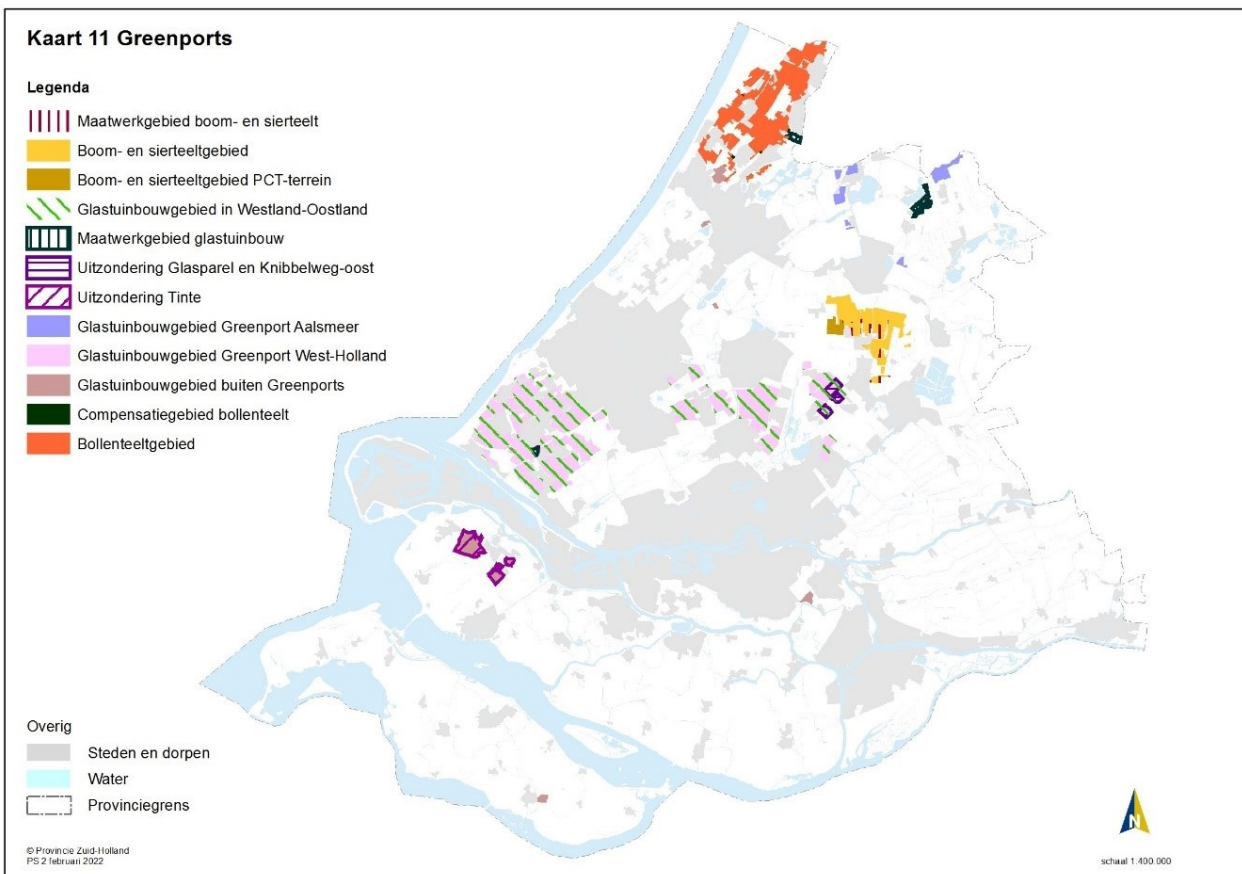 Kaart 11 Greenports
Legenda
Maatwerkgebied boom- en sierteelt
Boom- en sierteeltgebied
Boom- en sierteeltgebied PCT-terrein
Glastuinbouwgebied in Westland-Oostland
Maatwerkgebied glastuinbouw
Uitzondering Glasparel en Knibbelweg-oost
Uitzondering Tinte
Glastuinbouwgebied Greenport Aalsmeer
Glastuinbouwgebied Greenport West-Holland
Glastuinbouwgebied buiten Greenports
Compensatiegebied bollenteelt
Bollenteeltgebied
Overig
Steden en dorpen
Water
Provinciegrens
© Provincie Zuid-Holland
PS 2 februari 2022
N
schaal 1:400.000